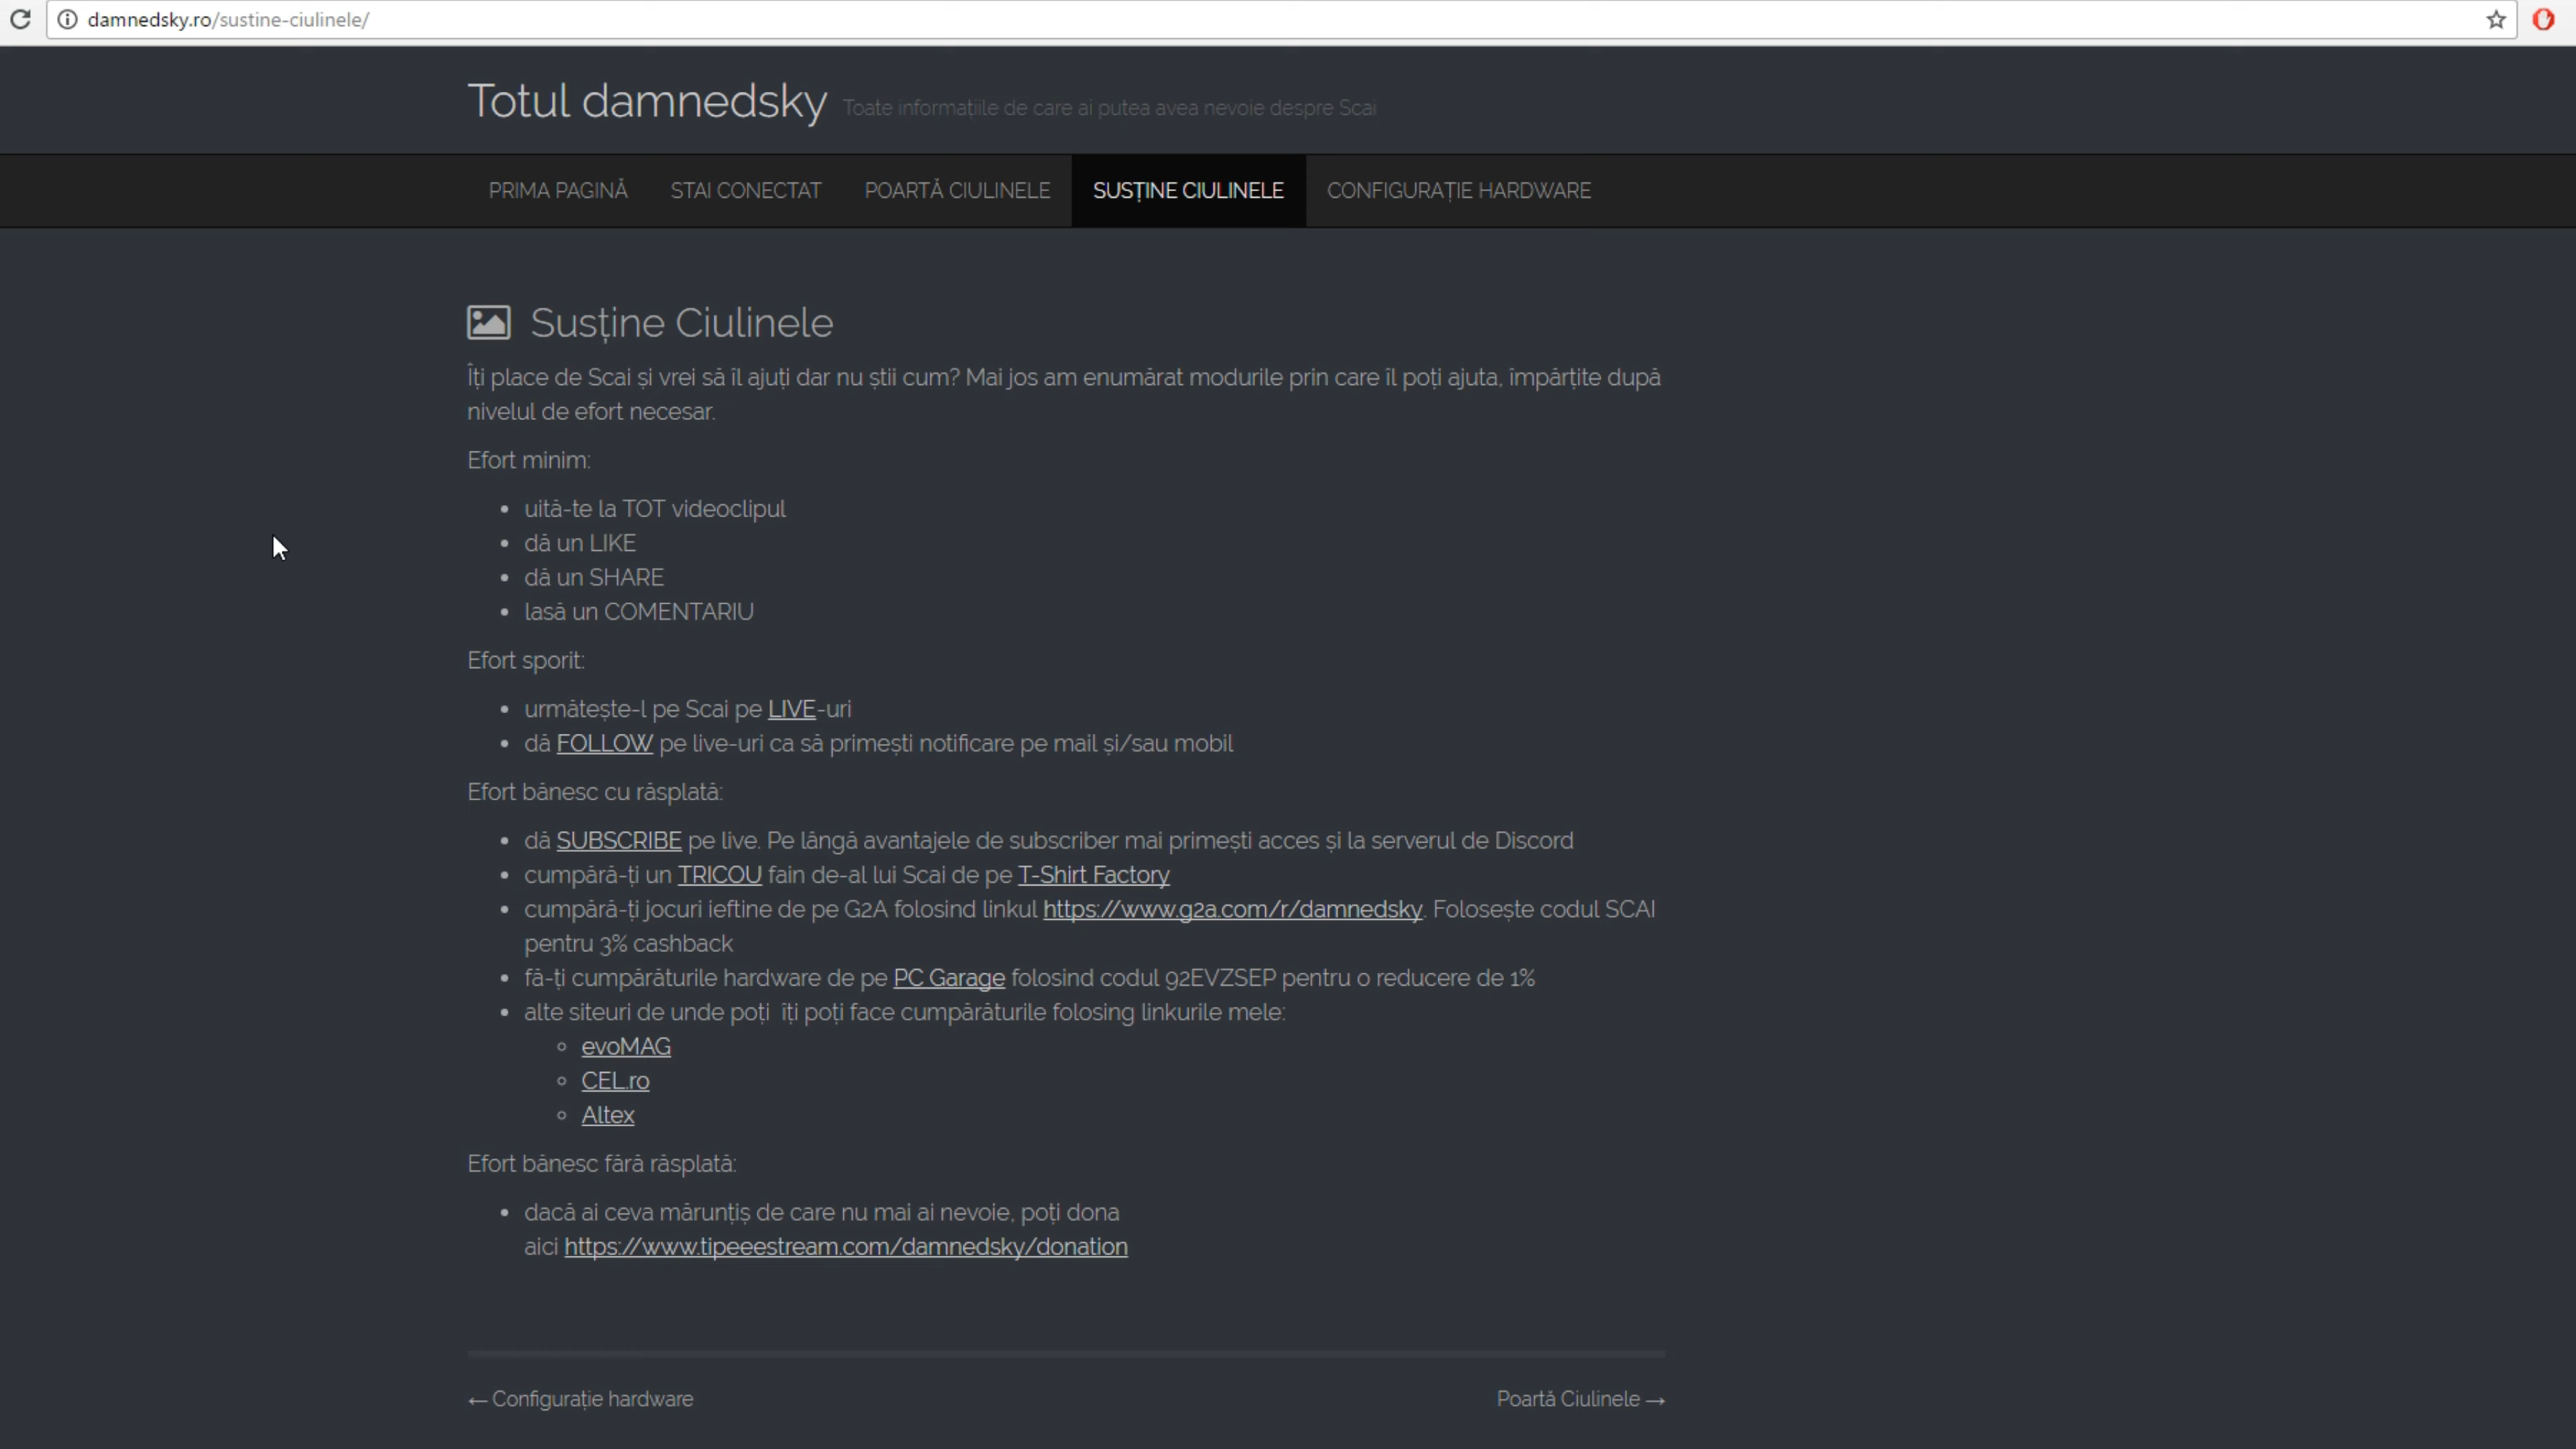 damnedsky.ro/sustine-ciulinele/
Totul damnedsky Toate informațiile de care ai putea avea nevoie despre Scai
PRIMA PAGINĂ STAI CONECTAT POARTĂ CIULINELE SUSȚINE CIULINELE CONFIGURAȚIE HARDWARE
Susține Ciulinele
Îți place de Scai și vrei să îl ajuți dar nu știi cum? Mai jos am enumărat modurile prin care îl poți ajuta, împărțite după
nivelul de efort necesar.
Efort minim:
uită-te la TOT videoclipul
dă un LIKE
dă un SHARE
lasă un COMENTARIU
Efort sporit:
următește-l pe Scai pe LIVE-uri
dă FOLLOW pe live-uri ca să primești notificare pe mail și/sau mobil
Efort bănesc cu răsplată:
dă SUBSCRIBE pe live. Pe lângă avantajele de subscriber mai primești acces și la serverul de Discord
cumpără-ți un TRICOU fain de-al lui Scai de pe T-Shirt Factory
cumpără-ți jocuri ieftine de pe G2A folosind linkul https://www.g2a.com/r/damnedsky. Folosește codul SCAI
pentru 3% cashback
fă-ți cumpărăturile hardware de pe PC Garage folosind codul 92EVZSEP pentru o reducere de 1%
alte siteuri de unde poți îți poți face cumpărăturile folosing linkurile mele:
evoMAG
CEL.ro
Altex
Efort bănesc fără răsplată:
dacă ai ceva mărunțiș de care nu mai ai nevoie, poți dona
aici https://www.tipeeestream.com/damnedsky/donation
← Configurație hardware Poartă Ciulinele →